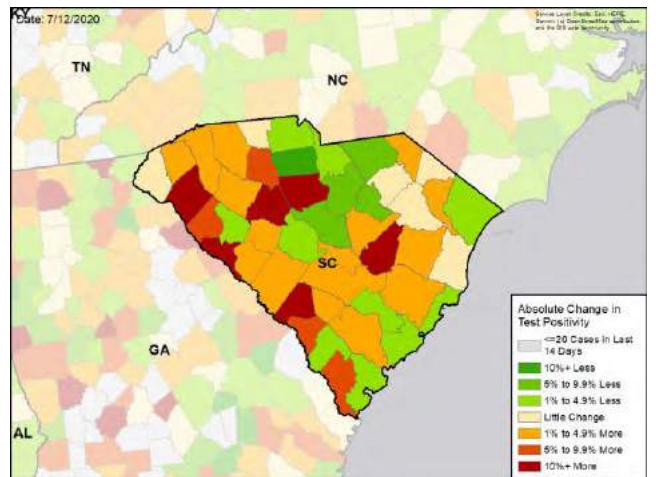 KY
Date: 7/12/2020
TN
NC
SC
GA
AL
Absolute Change in
Test Positivity
<=20 Cases In Last
14 Days
10%+ Less
5% to 9.9% Less
1% to 4.9% Less
Little Change
1% to 4.9% More
5% to 9.9% More
10%+ More